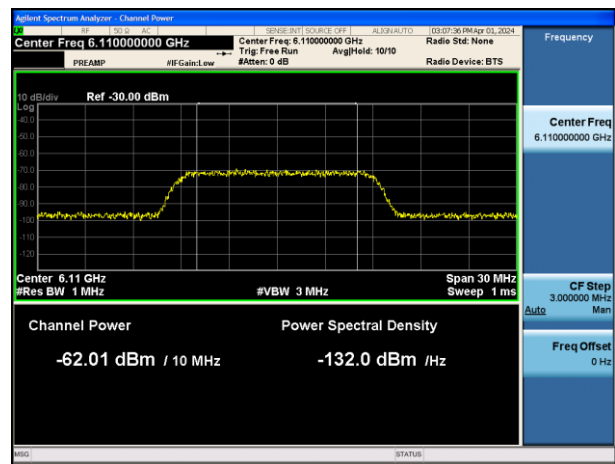 Agilent Spectrum Analyzer - Channel Power
RF 50 Ω AC SENSE:INT SOURCE OFF ALIGNAUTO 03:07:36 PM Apr 01, 2024
Center Freq 6.110000000 GHz Center Freq: 6.110000000 GHz Radio Std: None
Trig: Free Run Avg|Hold: 10/10
PREAMP #IFGain:Low #Atten: 0 dB Radio Device: BTS
Frequency
10 dB/div Ref -30.00 dBm
Log
-40.0
-50.0
-60.0
-70.0
-80.0
-90.0
-100
-110
-120
Center 6.11 GHz Span 30 MHz
#Res BW 1 MHz #VBW 3 MHz Sweep 1 ms
Channel Power Power Spectral Density
-62.01 dBm / 10 MHz -132.0 dBm /Hz
Center Freq
6.11000000 GHz
CF Step
3.000000 MHz
Auto Man
Freq Offset
0 Hz
MSG STATUS